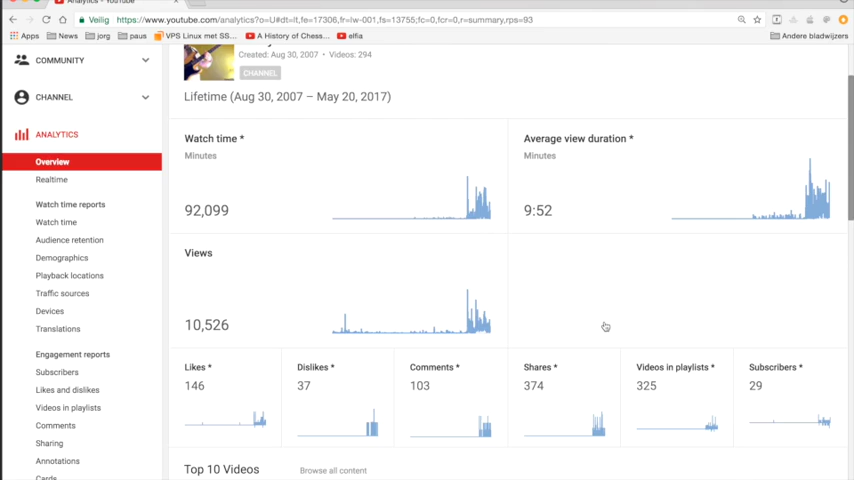 Analytics - YouTube
Veilig https://www.youtube.com/analytics?o=U#dt=lt,fe=17306,fr=lw-001,fs=13755;fc=0,fcr=0,r=summary,rps=93
Apps News jorg paus VPS Linux met SS… A History of Chess… elfia Andere bladwijzers
COMMUNITY
CHANNEL
ANALYTICS
Overview
Realtime
Watch time reports
Watch time
Audience retention
Demographics
Playback locations
Traffic sources
Devices
Translations
Engagement reports
Subscribers
Likes and dislikes
Videos in playlists
Comments
Sharing
Annotations
Cards
Created: Aug 30, 2007 • Videos: 294
CHANNEL
Lifetime (Aug 30, 2007 – May 20, 2017)
Watch time *
Minutes
92,099
Average view duration *
Minutes
9:52
Views
10,526
Likes *
146
Dislikes *
37
Comments *
103
Shares *
374
Videos in playlists *
325
Subscribers *
29
Top 10 Videos Browse all content